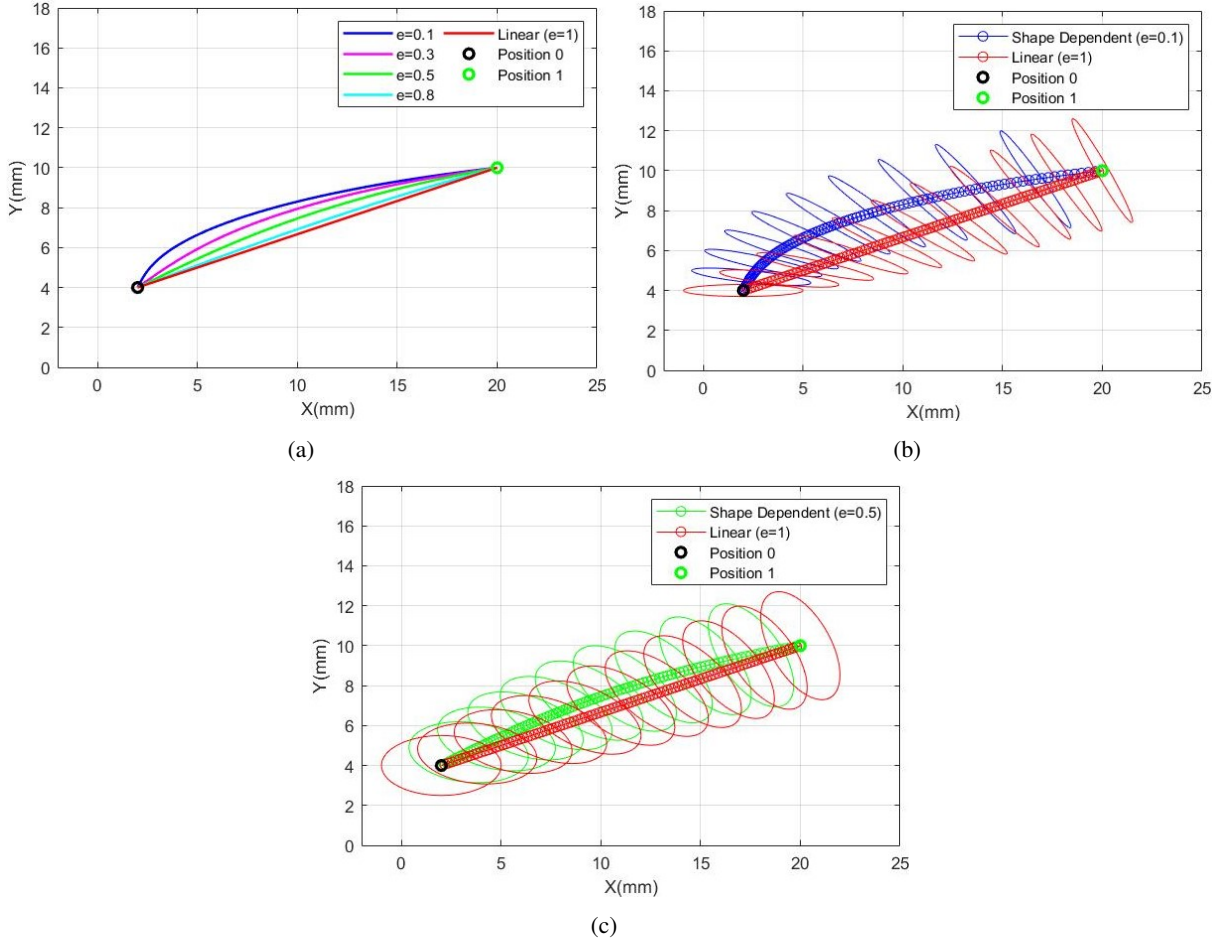 18
16
14
12
10
8
6
4
2
0
Y(mm)
e=0.1 Linear (e=1)
e=0.3 Position 0
e=0.5 Position 1
e=0.8
0 5 10 15 20 25
X(mm)
(a)
18
16
14
12
10
8
6
4
2
0
Y(mm)
Shape Dependent (e=0.1)
Linear (e=1)
Position 0
Position 1
0 5 10 15 20 25
X(mm)
(b)
18
16
14
12
10
8
6
4
2
0
Y(mm)
Shape Dependent (e=0.5)
Linear (e=1)
Position 0
Position 1
0 5 10 15 20 25
X(mm)
(c)